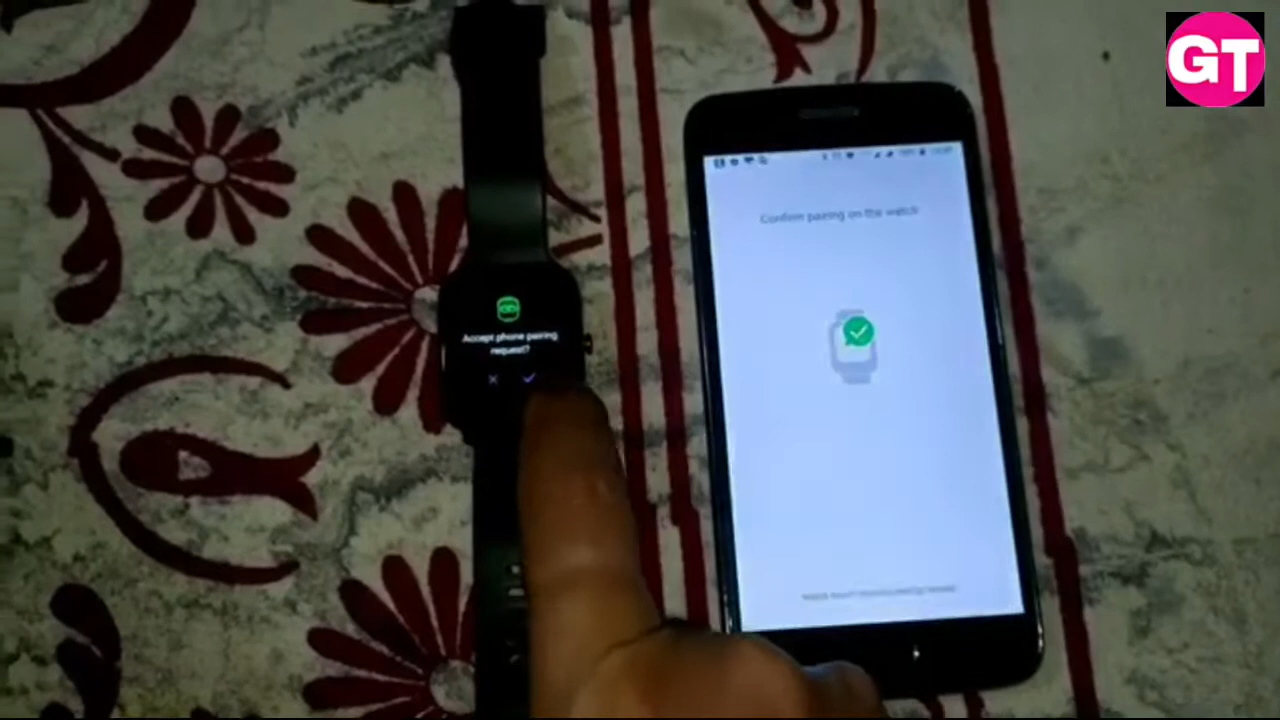 GT
Confirm pairing on the watch
Accept phone pairing
request?